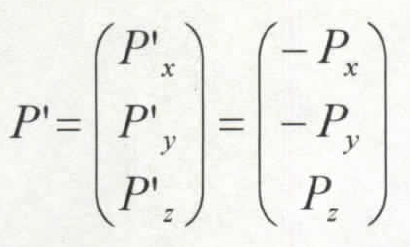 P' = ( P'x P'y P'z ) = ( −Px −Py Pz )